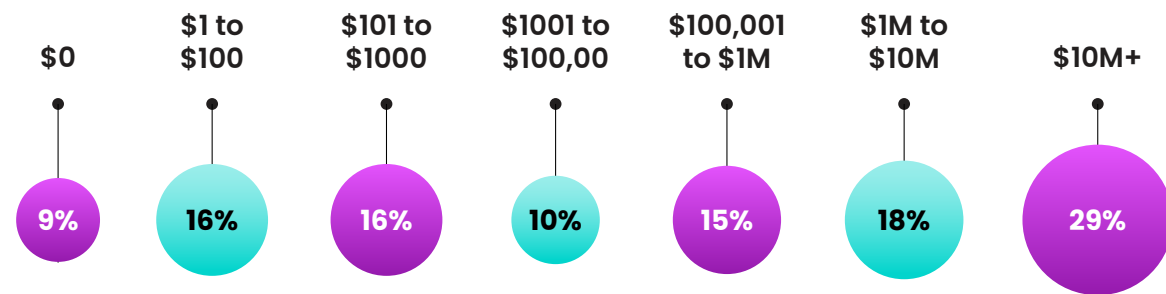 $0
$1 to
$100
$101 to
$1000
$1001 to
$100,00
$100,001
to $1M
$1M to
$10M
$10M+
9%
16%
16%
10%
15%
18%
29%